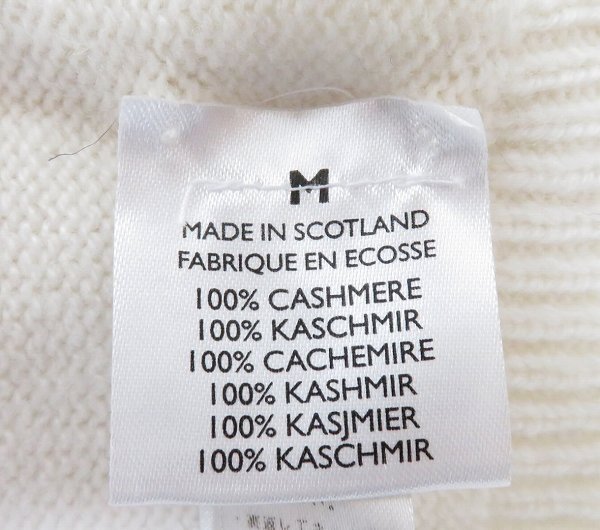 M
MADE IN SCOTLAND
FABRIQUE EN ECOSSE
100% CASHMERE
100% KASCHMIR
100% CACHEMIRE
100% KASHMIR
100% KASJMIER
100% KASCHMIR